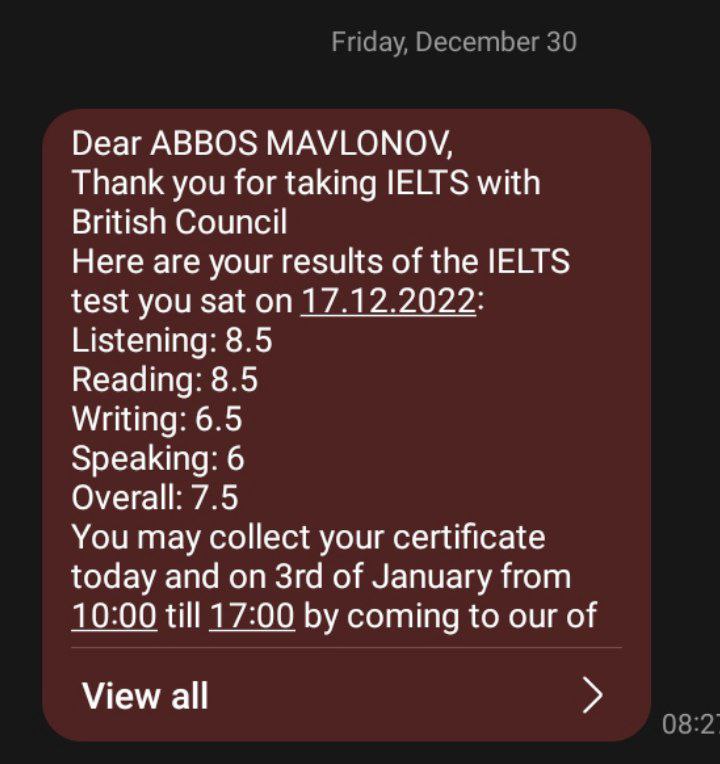 Friday, December 30
Dear ABBOS MAVLONOV,
Thank you for taking IELTS with
British Council
Here are your results of the IELTS
test you sat on 17.12.2022:
Listening: 8.5
Reading: 8.5
Writing: 6.5
Speaking: 6
Overall: 7.5
You may collect your certificate
today and on 3rd of January from
10:00 till 17:00 by coming to our of
View all